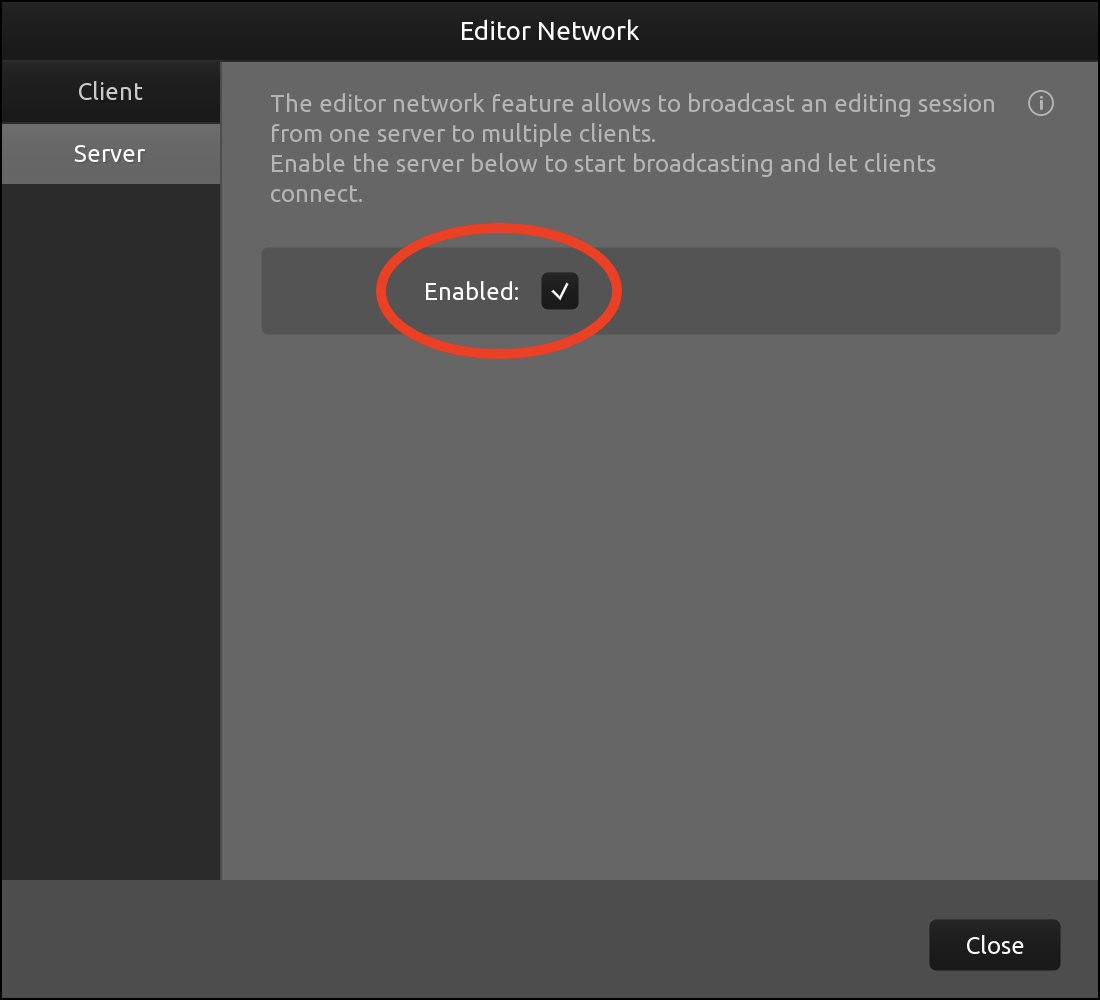 Editor Network
Client
Server
The editor network feature allows to broadcast an editing session
from one server to multiple clients.
Enable the server below to start broadcasting and let clients
connect.
Enabled:
Close